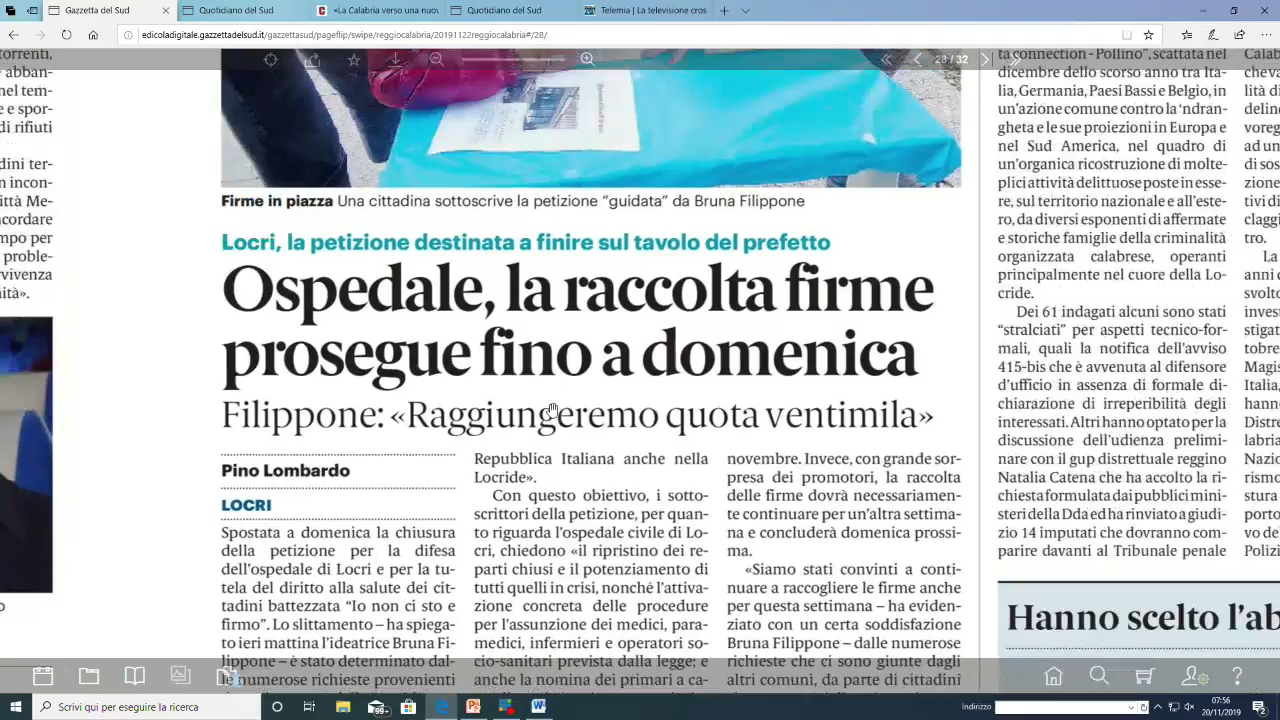 Gazzetta del Sud
Quotidiano del Sud
«La Calabria verso una nuov
Quotidiano del Sud
Telemia | La televisione cros
edicoladigitale.gazzettadelsud.it/gazzettasud/pageflip/swipe/reggiocalabria/20191122reggiocalabria#/28/
28 / 32
Firme in piazza Una cittadina sottoscrive la petizione “guidata” da Bruna Filippone
Locri, la petizione destinata a finire sul tavolo del prefetto
Ospedale, la raccolta firme
prosegue fino a domenica
Filippone: «Raggiungeremo quota ventimila»
Pino Lombardo
LOCRI
Spostata a domenica la chiusura
della petizione per la difesa
dell’ospedale di Locri e per la tu-
tela del diritto alla salute dei cit-
tadini battezzata “Io non ci sto e
firmo”. Lo slittamento – ha spiega-
to ieri mattina l’ideatrice Bruna Fi-
lippone – è stato determinato dal-
le numerose richieste provenienti
Repubblica Italiana anche nella
Locride».
Con questo obiettivo, i sotto-
scrittori della petizione, per quan-
to riguarda l’ospedale civile di Lo-
cri, chiedono «il ripristino dei re-
parti chiusi e il potenziamento di
tutti quelli in crisi, nonché l’attiva-
zione concreta delle procedure
per l’assunzione dei medici, para-
medici, infermieri e operatori so-
cio-sanitari prevista dalla legge; e
anche la nomina dei primari a ca-
novembre. Invece, con grande sor-
presa dei promotori, la raccolta
delle firme dovrà necessariamen-
te continuare per un’altra settima-
na e concluderà domenica prossi-
ma.
«Siamo stati convinti a conti-
nuare a raccogliere le firme anche
per questa settimana – ha eviden-
ziato con un certa soddisfazione
Bruna Filippone – dalle numerose
richieste che ci sono giunte dagli
altri comuni, da parte di cittadini
ta connection - Pollino”, scattata nel
dicembre dello scorso anno tra Ita-
lia, Germania, Paesi Bassi e Belgio, in
un’azione comune contro la ’ndran-
gheta e le sue proiezioni in Europa e
nel Sud America, nel quadro di
un’organica ricostruzione di molte-
plici attività delittuose poste in esse-
re, sul territorio nazionale e all’este-
ro, da diversi esponenti di affermate
e storiche famiglie della criminalità
organizzata calabrese, operanti
principalmente nel cuore della Lo-
cride.
Dei 61 indagati alcuni sono stati
“stralciati” per aspetti tecnico-for-
mali, quali la notifica dell’avviso
415-bis che è avvenuta al difensore
d’ufficio in assenza di formale di-
chiarazione di irreperibilità degli
interessati. Altri hanno optato per la
discussione dell’udienza prelimi-
nare con il gup distrettuale reggino
Natalia Catena che ha accolto la ri-
chiesta formulata dai pubblici mini-
steri della Dda ed ha rinviato a giudi-
zio 14 imputati che dovranno com-
parire davanti al Tribunale penale
Hanno scelto l’ab
Scrivi qui per eseguire la ricerca
99+
Indirizzo
07:56
20/11/2019
2